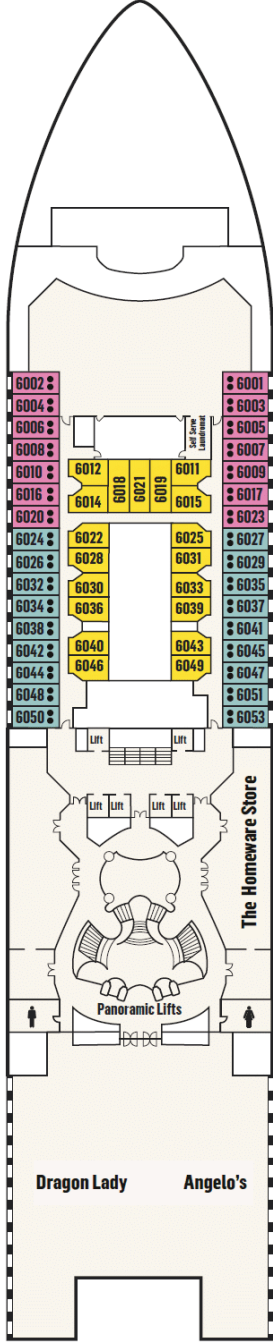 6002 6001
6004 6003
6006 Self Serve Laundromat 6005
6008 6007
6010 6012 6011 6009
6016 6014 6018 6021 6019 6015 6017
6020 6023
6024 6022 6025 6027
6026 6028 6031 6029
6032 6030 6033 6035
6034 6036 6039 6037
6038 6041
6042 6040 6043 6045
6044 6046 6049 6047
6048 6051
6050 6053
Lift Lift
Lift Lift Lift Lift
The Homeware Store
Panoramic Lifts
Dragon Lady Angelo's